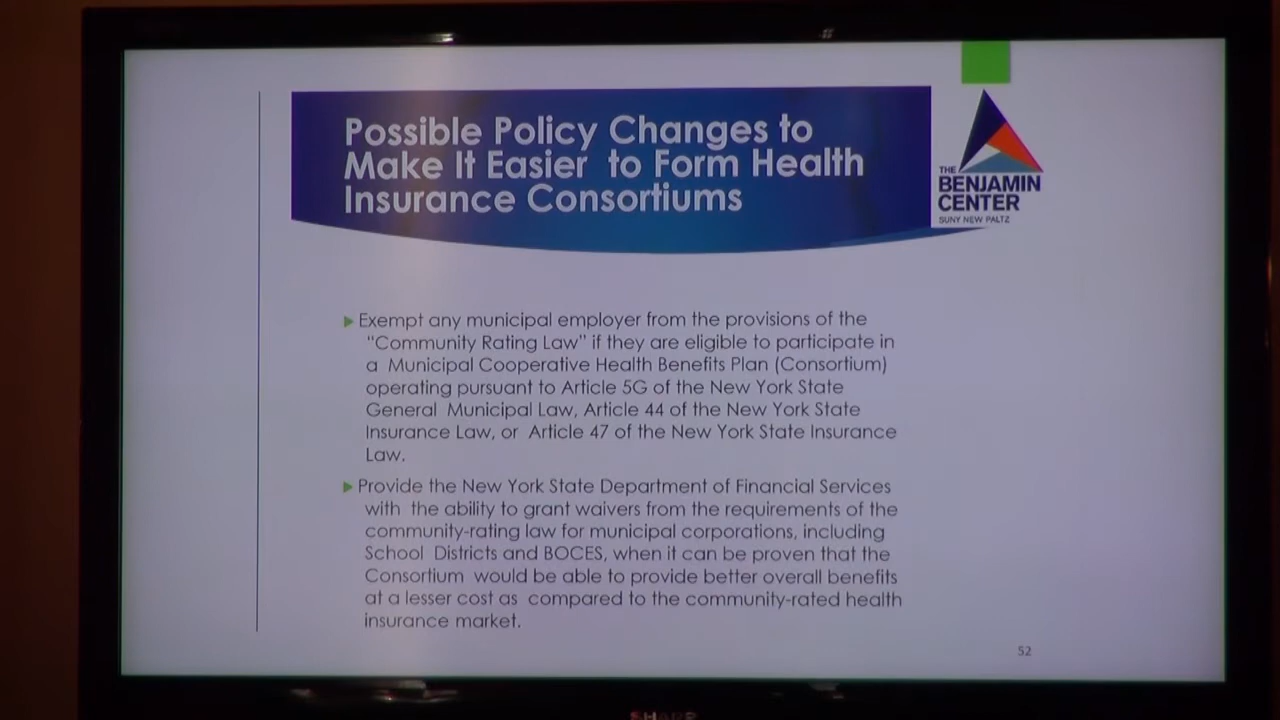 Possible Policy Changes to
Make It Easier to Form Health
Insurance Consortiums
THE
BENJAMIN
CENTER
SUNY NEW PALTZ
Exempt any municipal employer from the provisions of the
“Community Rating Law” if they are eligible to participate in
a Municipal Cooperative Health Benefits Plan (Consortium)
operating pursuant to Article 5G of the New York State
General Municipal Law, Article 44 of the New York State
Insurance Law, or Article 47 of the New York State Insurance
Law.
Provide the New York State Department of Financial Services
with the ability to grant waivers from the requirements of the
community-rating law for municipal corporations, including
School Districts and BOCES, when it can be proven that the
Consortium would be able to provide better overall benefits
at a lesser cost as compared to the community-rated health
insurance market.
52
SHARP